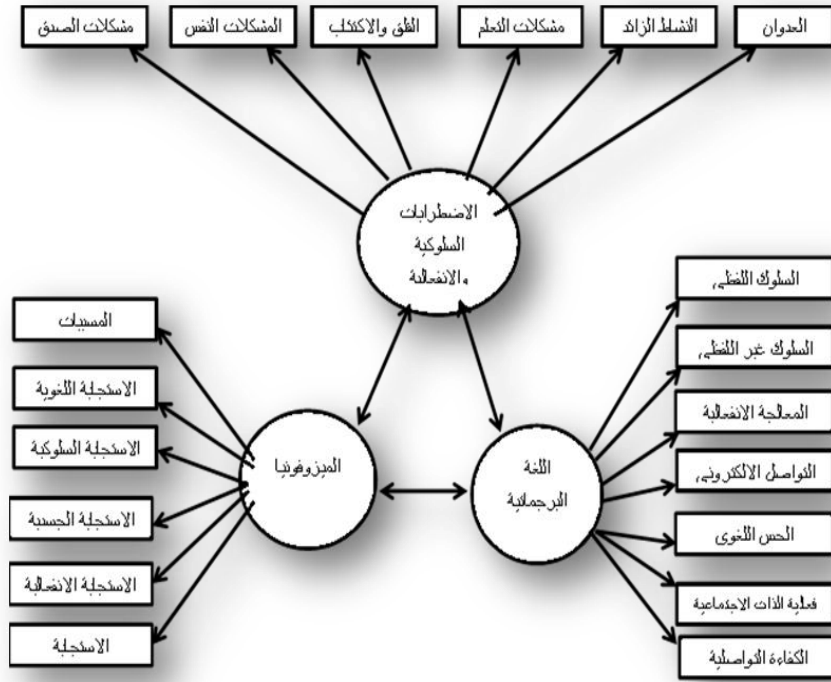 العدوان
النشاط الزائد
مشكلات التعلم
القلق والاكتئاب
المشكلات النفس
مشكلات الصدق
الاضطرابات
السلوكية
والانفعالية
السلوك اللفظي
السلوك غير اللفظي
المعالجة الانفعالية
التواصل الالكتروني
الحس اللغوى
فعالية الذات الاجتماعية
الكفاءة التواصلية
اللغة
البرجماتية
الميزوفونيا
المسببات
الاستجابة اللغوية
الاستجابة السلوكية
الاستجابة الجسمية
الاستجابة الانفعالية
الاستجابة